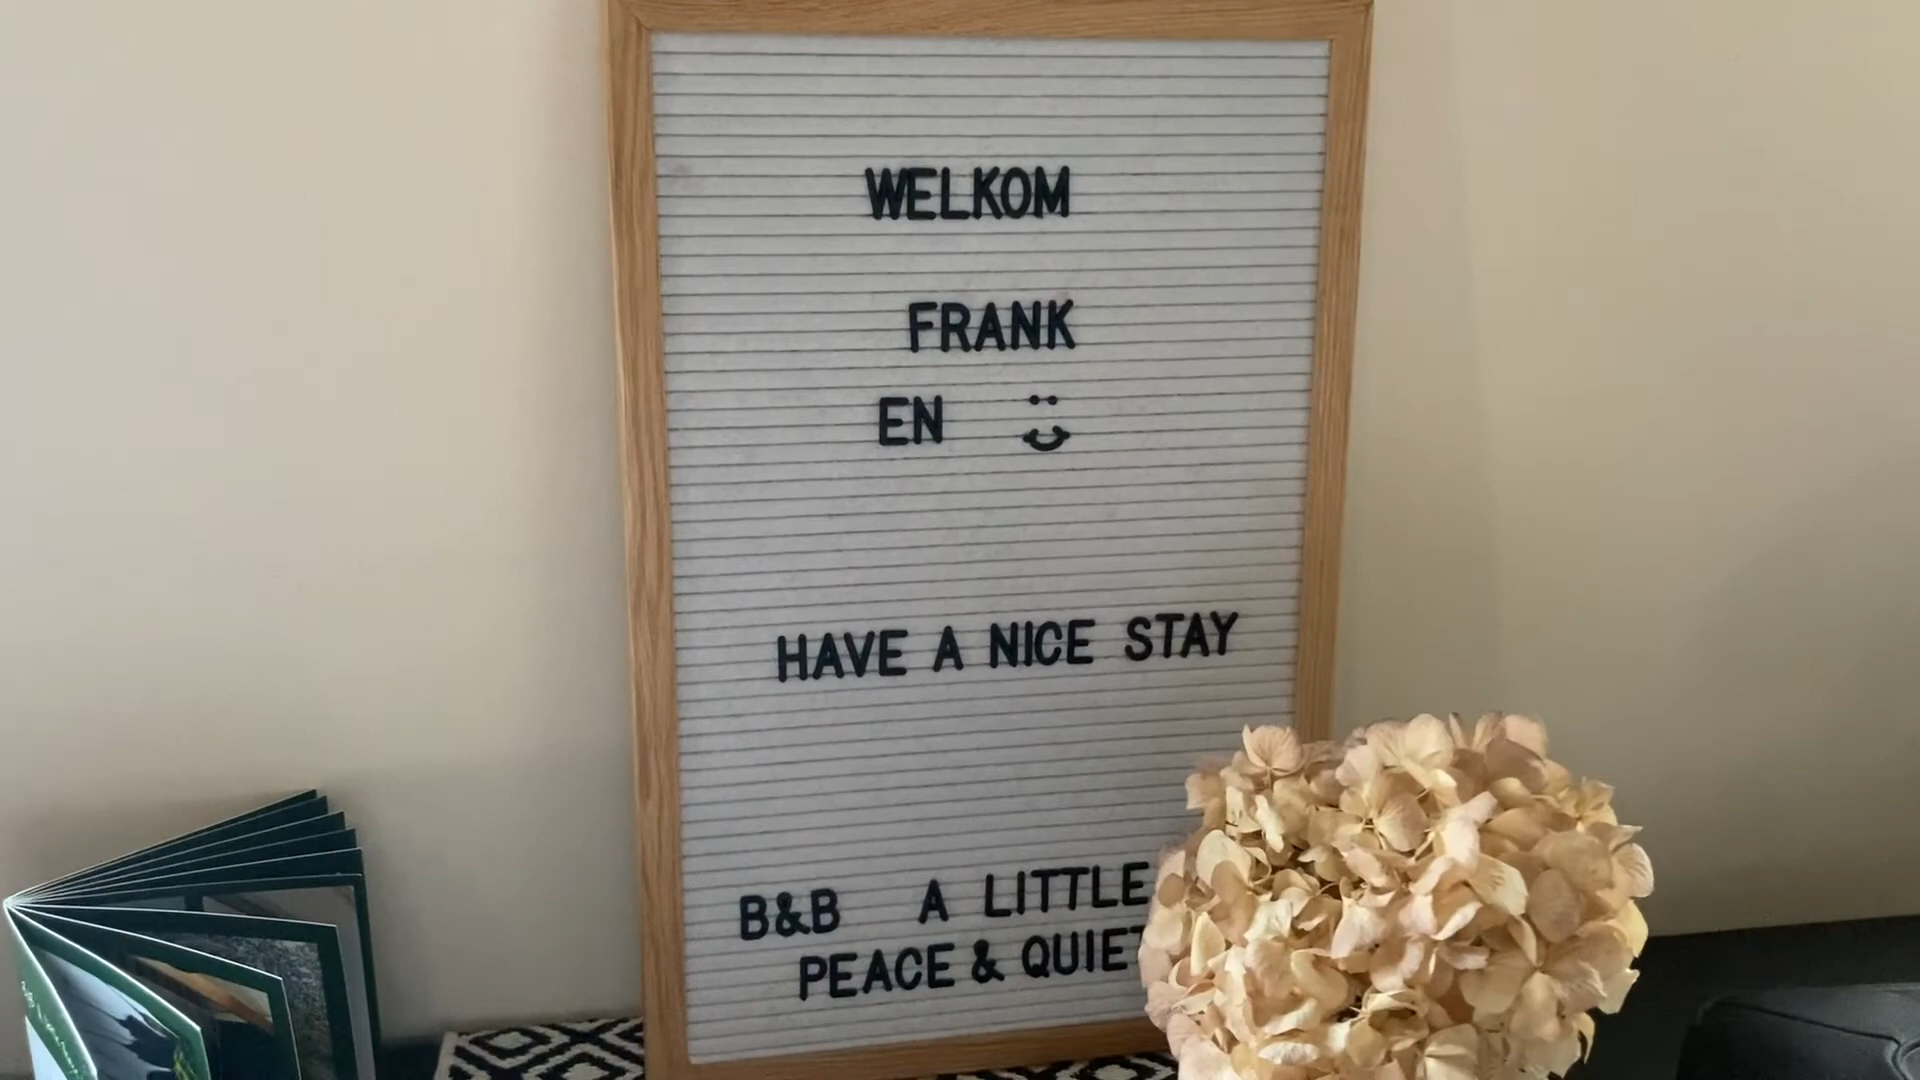 WELKOM
FRANK
EN
HAVE A NICE STAY
B&B A LITTLE
PEACE & QUIET